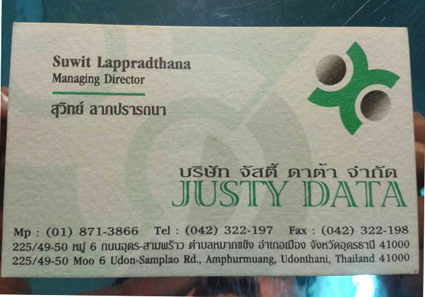 Suwit Lappradthana
Managing Director
สุวิทย์ ลาภปรารถนา
บริษัท จัสตี้ ดาต้า จำกัด
JUSTY DATA
Mp : (01) 871-3866 Tel : (042) 322-197 Fax : (042) 322-198
225/49-50 หมู่ 6 ถนนอุดร-สามพร้าว ตำบลหมากแข้ง อำเภอเมือง จังหวัดอุดรธานี 41000
225/49-50 Moo 6 Udon-Samplao Rd., Amphurmuang, Udonthani, Thailand 41000